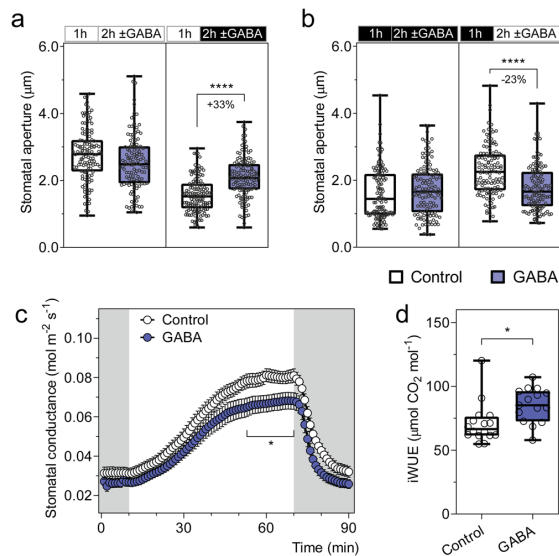 a
1h 2h ±GABA 1h 2h ±GABA
Stomatal aperture (μm)
6.0
4.0
2.0
0.0
****
+33%
b
1h 2h ±GABA 1h 2h ±GABA
Stomatal aperture (μm)
6.0
4.0
2.0
0.0
****
-23%
Control GABA
c
Stomatal conductance (mol m-2 s-1)
0.10
0.08
0.06
0.04
0.02
Control
GABA
*
0 30 60 90
Time (min)
d
iWUE (μmol CO2 mol-1)
150
100
50
0
*
Control GABA